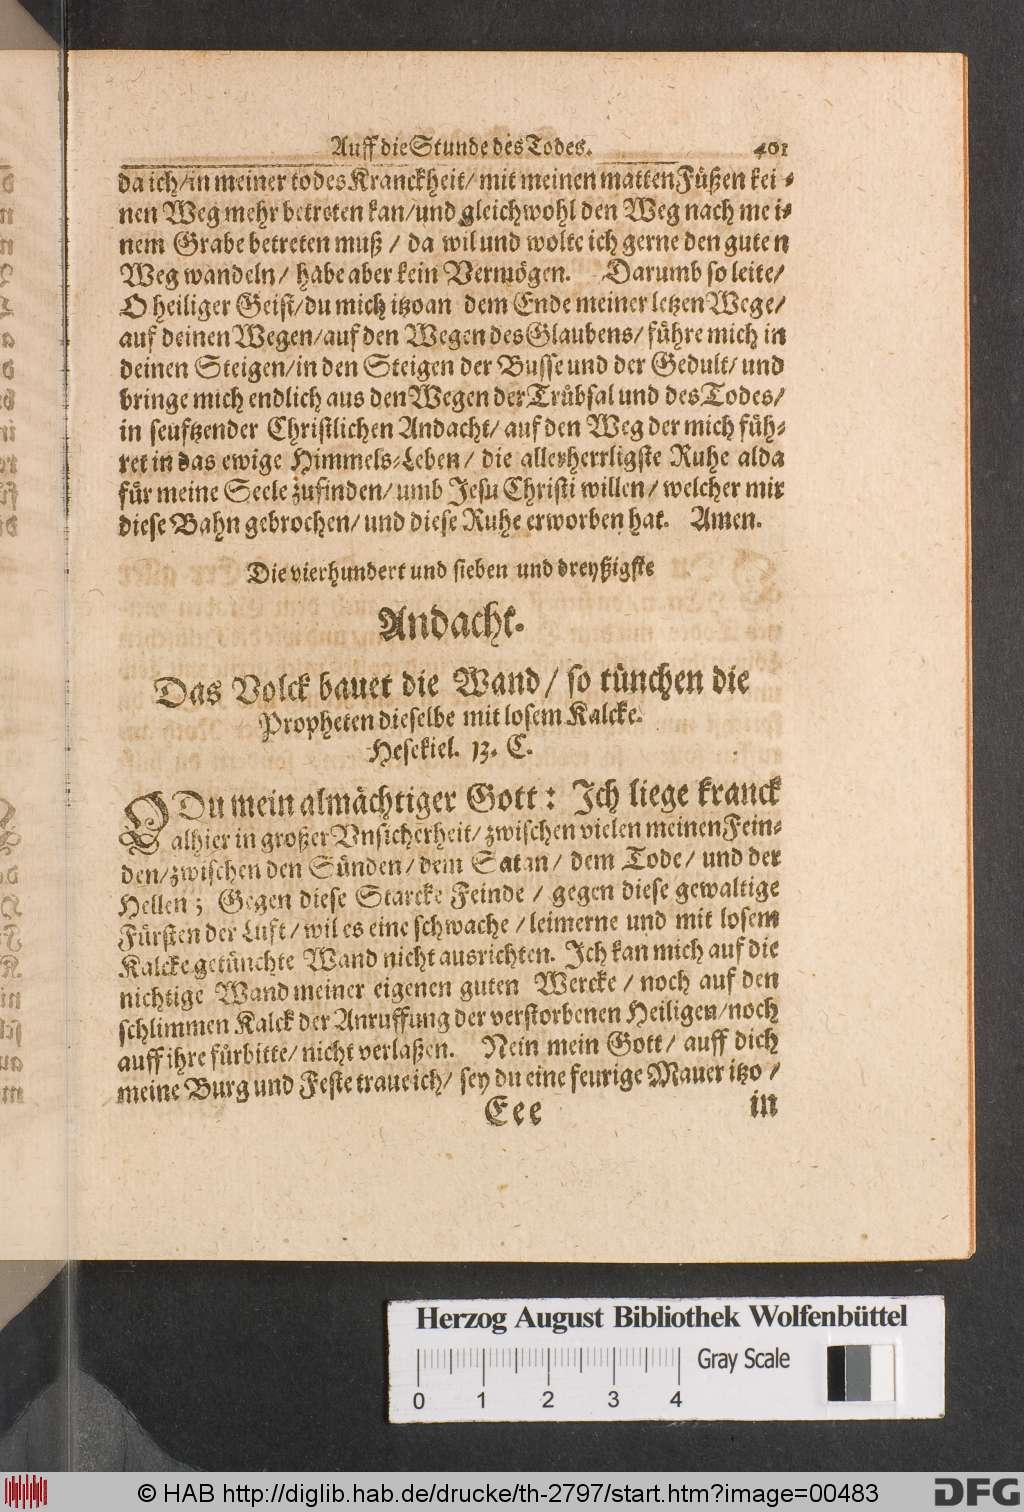 Auff die Stunde des Todes. 401
da ich/in meiner todes Kranckheit/ mit meinen matten Füßen kei-
nen Weg mehr betreten kan/und gleichwohl den Weg nach mei-
nem Grabe betreten muß / da wil und wolte ich gerne den guten
Weg wandeln/ habe aber kein Vermögen. Darumb so leite/
O heiliger Geist/du mich itzo an dem Ende meiner letzen Wege/
auf deinen Wegen/auf den Wegen des Glaubens/ führe mich in
deinen Steigen/in den Steigen der Busse und der Gedult/ und
bringe mich endlich aus den Wegen der Trübsal und des Todes/
in seuftzender Christlichen Andacht/ auf den Weg der mich füh-
ret in das ewige Himmels-Leben/ die allerherrligste Ruhe alda
für meine Seele zufinden/ umb Jesu Christi willen/ welcher mir
diese Bahn gebrochen/ und diese Ruhe erworben hat. Amen.
Die vierhundert und sieben und dreyßigste
Andacht.
Das Volck bauet die Wand/ so tünchen die
Propheten dieselbe mit losem Kalcke.
Hesekiel. 13. C.
O Du mein almächtiger Gott: Ich liege kranck
alhier in großer Vnsicherheit/ zwischen vielen meinen Fein-
den/zwischen den Sünden/ dem Satan/ dem Tode/ und der
Hellen; Gegen diese Starcke Feinde / gegen diese gewaltige
Fürsten der Luft/ wil es eine schwache /leimerne und mit losem
Kalcke getünchte Wand nicht ausrichten. Ich kan mich auf die
nichtige Wand meiner eigenen guten Wercke / noch auf den
schlimmen Kalck der Anruffung der verstorbenen Heiligen/noch
auff ihre fürbitte/ nicht verlaßen. Nein mein Gott/ auff dich
meine Burg und Feste traue ich/ sey du eine feurige Mauer itzo /
Eee in
Herzog August Bibliothek Wolfenbüttel
Gray Scale
0 1 2 3 4
© HAB http://diglib.hab.de/drucke/th-2797/start.htm?image=00483
DFG